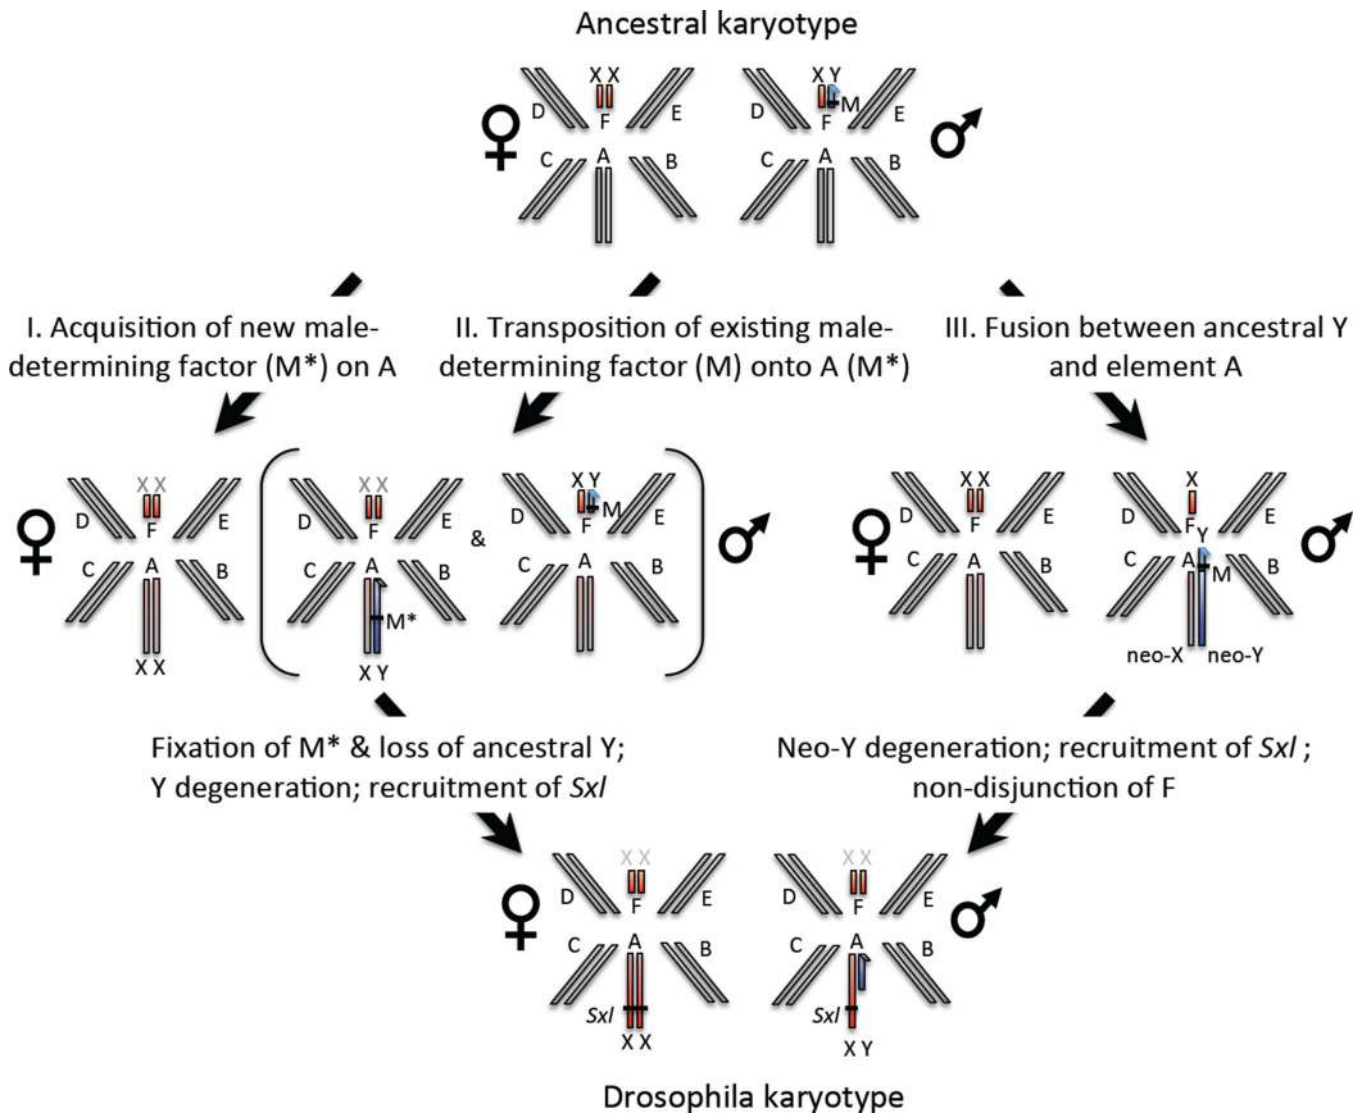 Ancestral karyotype
X X
D
E
F
C
A
B
X Y
M
D
E
F
C
A
B
I. Acquisition of new male-
determining factor (M*) on A
II. Transposition of existing male-
determining factor (M) onto A (M*)
III. Fusion between ancestral Y
and element A
X X
D
E
F
C
A
B
X X
X X
D
E
F
C
A
B
M*
X Y
&
X Y
M
D
E
F
C
A
B
X X
D
E
F
C
A
B
X
D
E
F
Y
C
A
B
M
neo-X neo-Y
Fixation of M* & loss of ancestral Y;
Y degeneration; recruitment of Sxl
Neo-Y degeneration; recruitment of Sxl ;
non-disjunction of F
X X
D
E
F
C
A
B
Sxl
X X
X X
D
E
F
C
A
B
Sxl
X Y
Drosophila karyotype